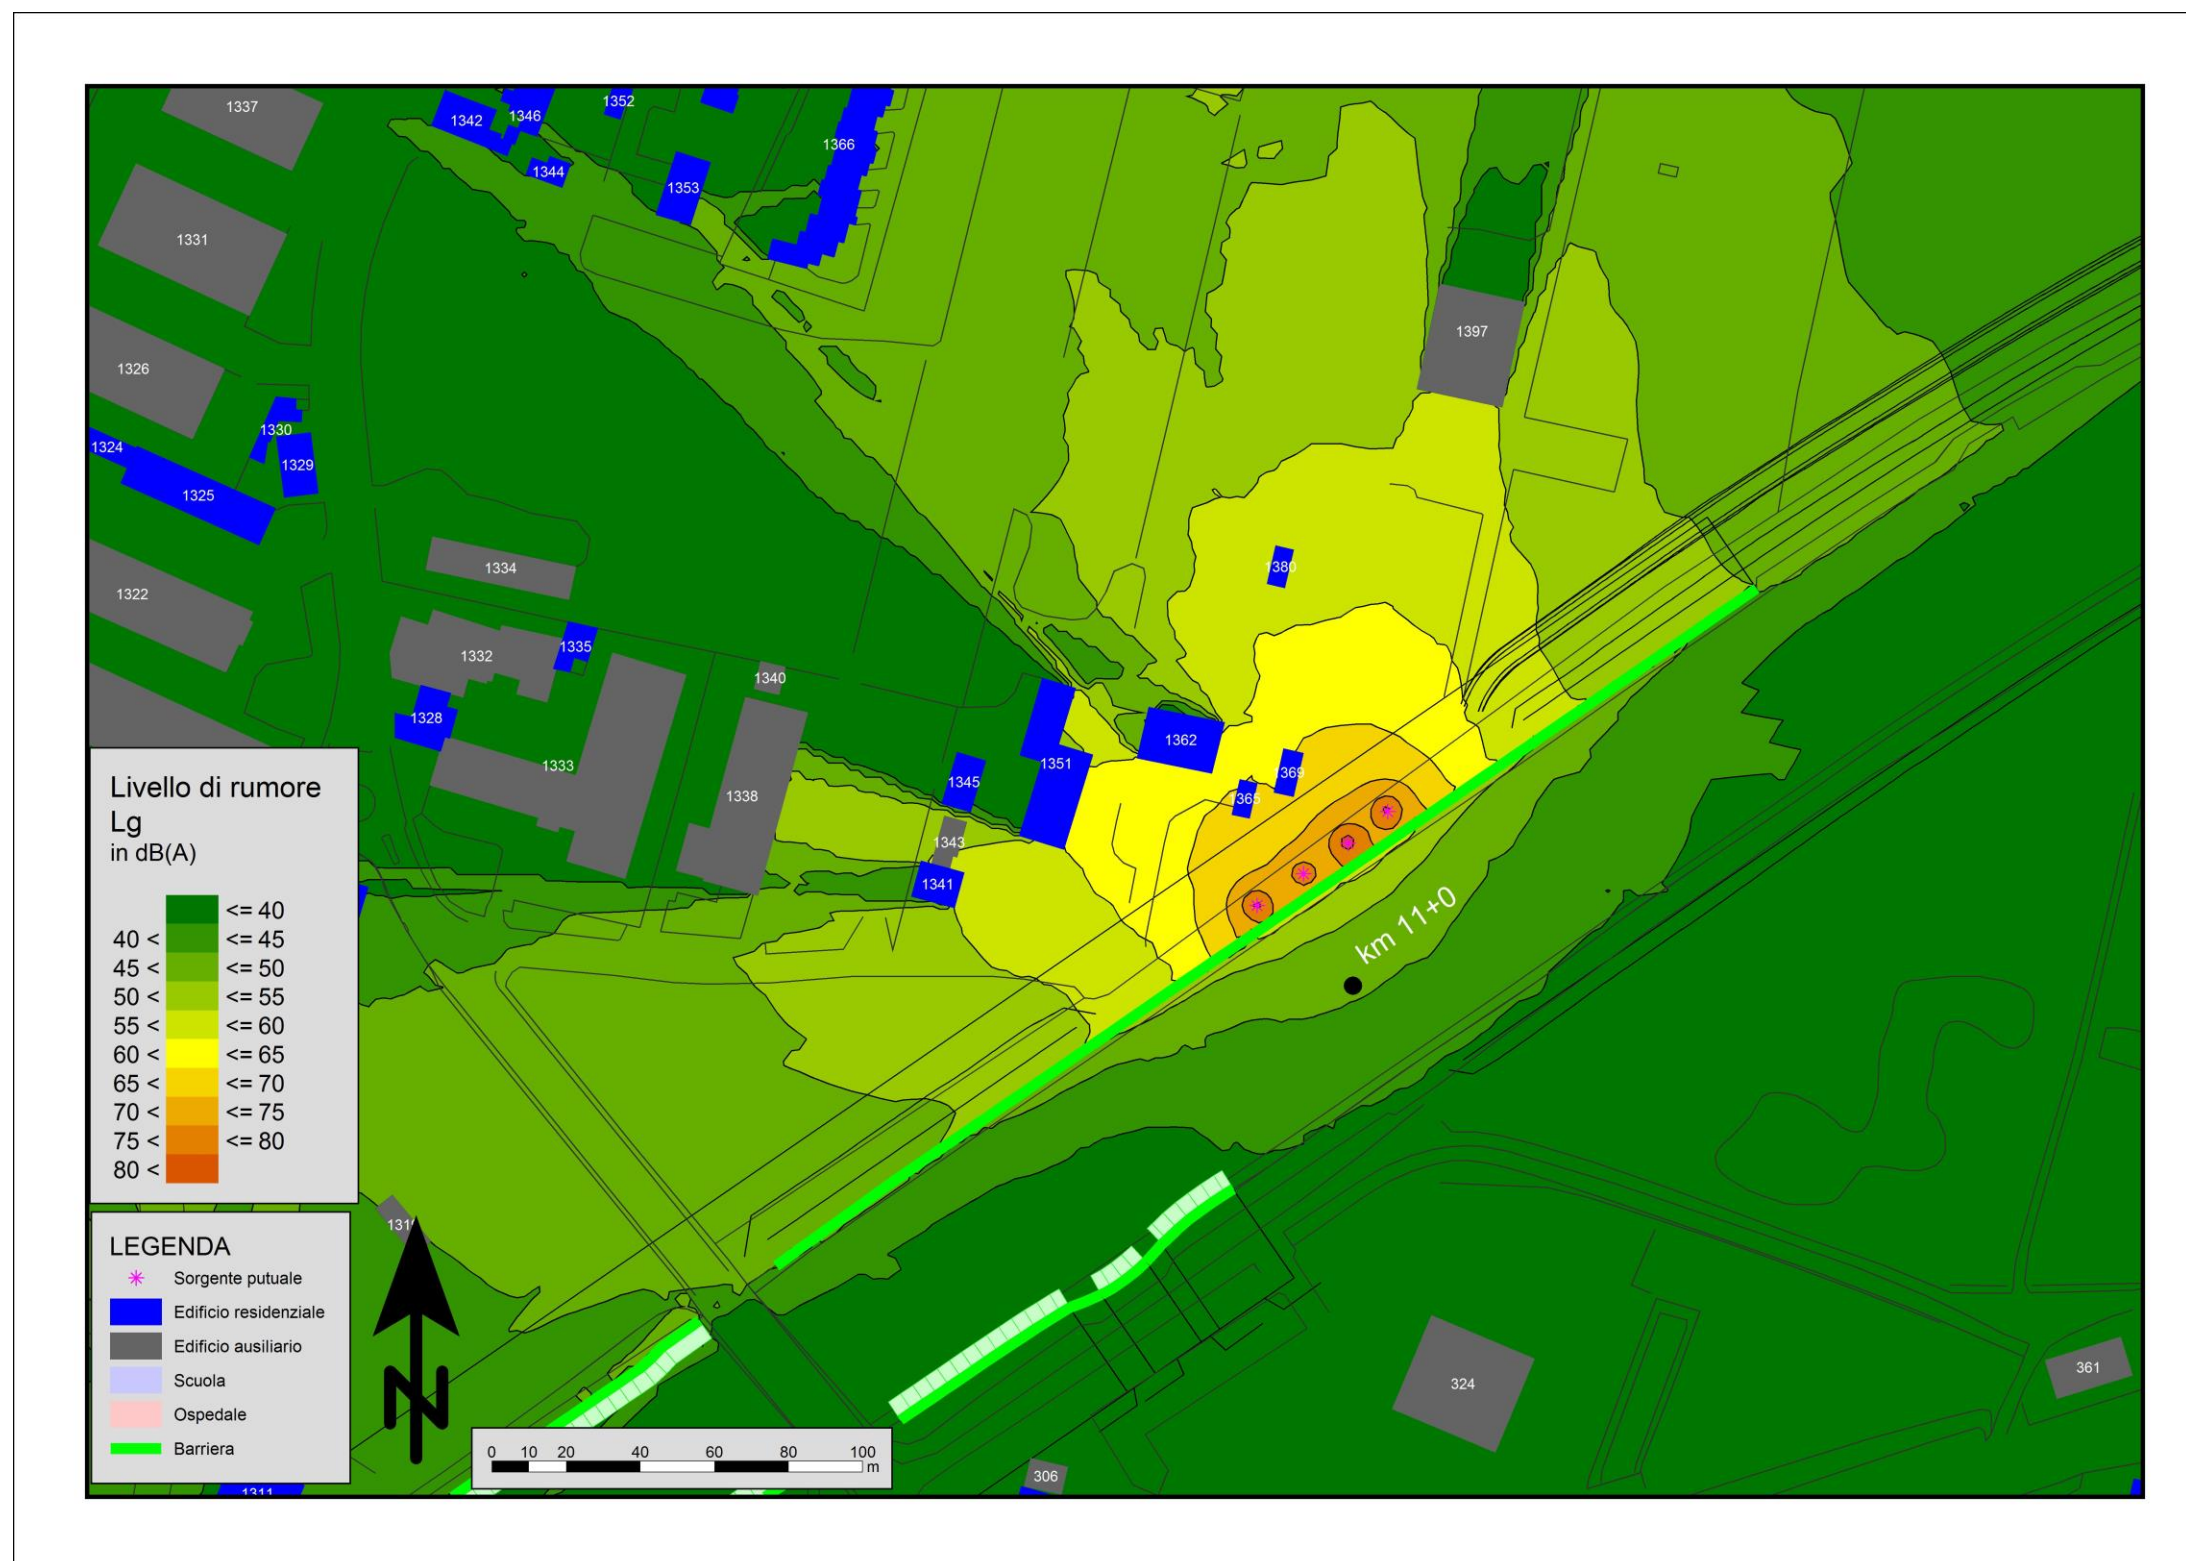 1337
1342
1346
1352
1366
1344
1353
1331
1397
1326
1330
1324
1329
1325
1334
1380
1322
1335
1332
1340
1328
1362
1351
1333
1345
1369
1338
365
1343
1341
km 11+0
Livello di rumore
Lg
in dB(A)
<= 40
40 < <= 45
45 < <= 50
50 < <= 55
55 < <= 60
60 < <= 65
65 < <= 70
70 < <= 75
75 < <= 80
80 <
LEGENDA
Sorgente putuale
Edificio residenziale
Edificio ausiliario
Scuola
Ospedale
Barriera
N
0 10 20 40 60 80 100
m
324
361
306
1311